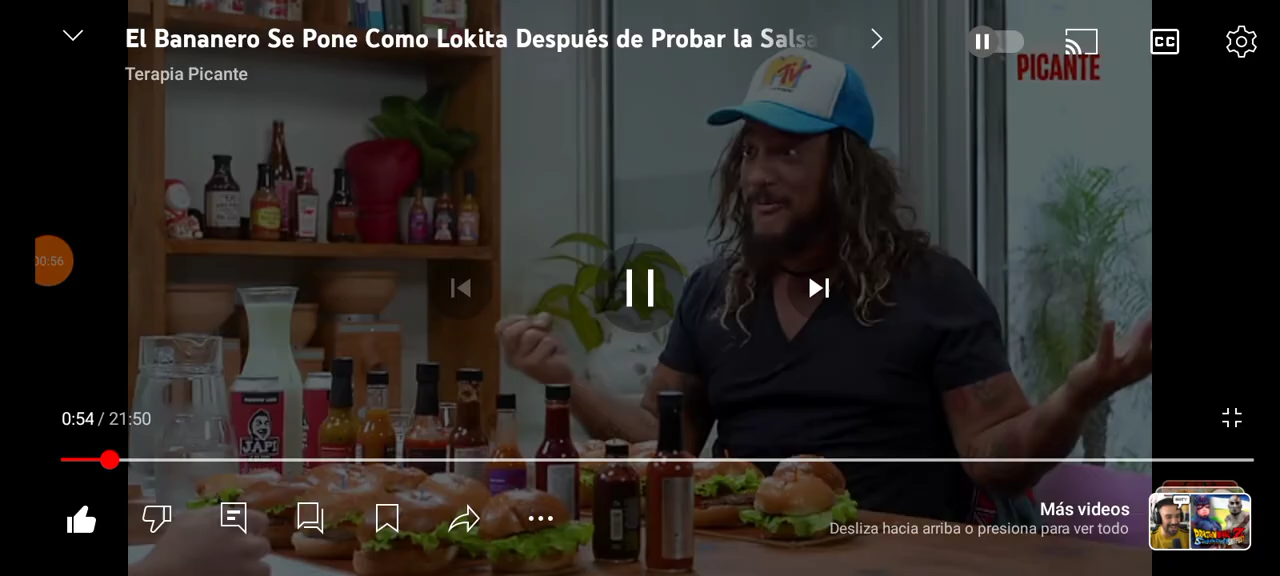 El Bananero Se Pone Como Lokita Después de Probar la Salsa
Terapia Picante
CC
PICANTE
MTV
00:56
JAPI
0:54 / 21:50
Más videos
Desliza hacia arriba o presiona para ver todo